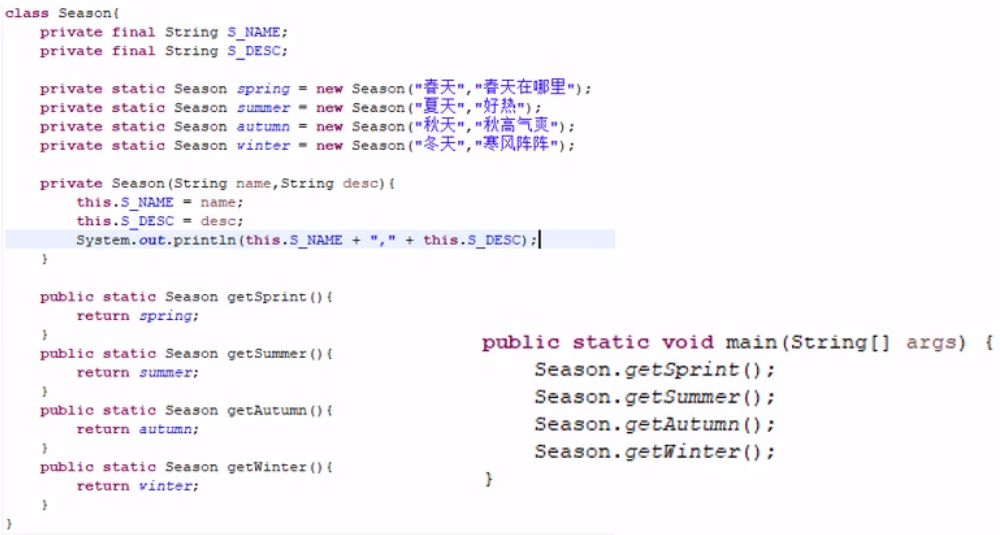 class Season{
private final String S_NAME;
private final String S_DESC;
private static Season spring = new Season("春天","春天在哪里");
private static Season summer = new Season("夏天","好热");
private static Season autumn = new Season("秋天","秋高气爽");
private static Season winter = new Season("冬天","寒风阵阵");
private Season(String name,String desc){
this.S_NAME = name;
this.S_DESC = desc;
System.out.println(this.S_NAME + "," + this.S_DESC);
}
public static Season getSprint(){
return spring;
}
public static Season getSummer(){
return summer;
}
public static Season getAutumn(){
return autumn;
}
public static Season getWinter(){
return winter;
}
}
public static void main(String[] args) {
Season.getSprint();
Season.getSummer();
Season.getAutumn();
Season.getWinter();
}